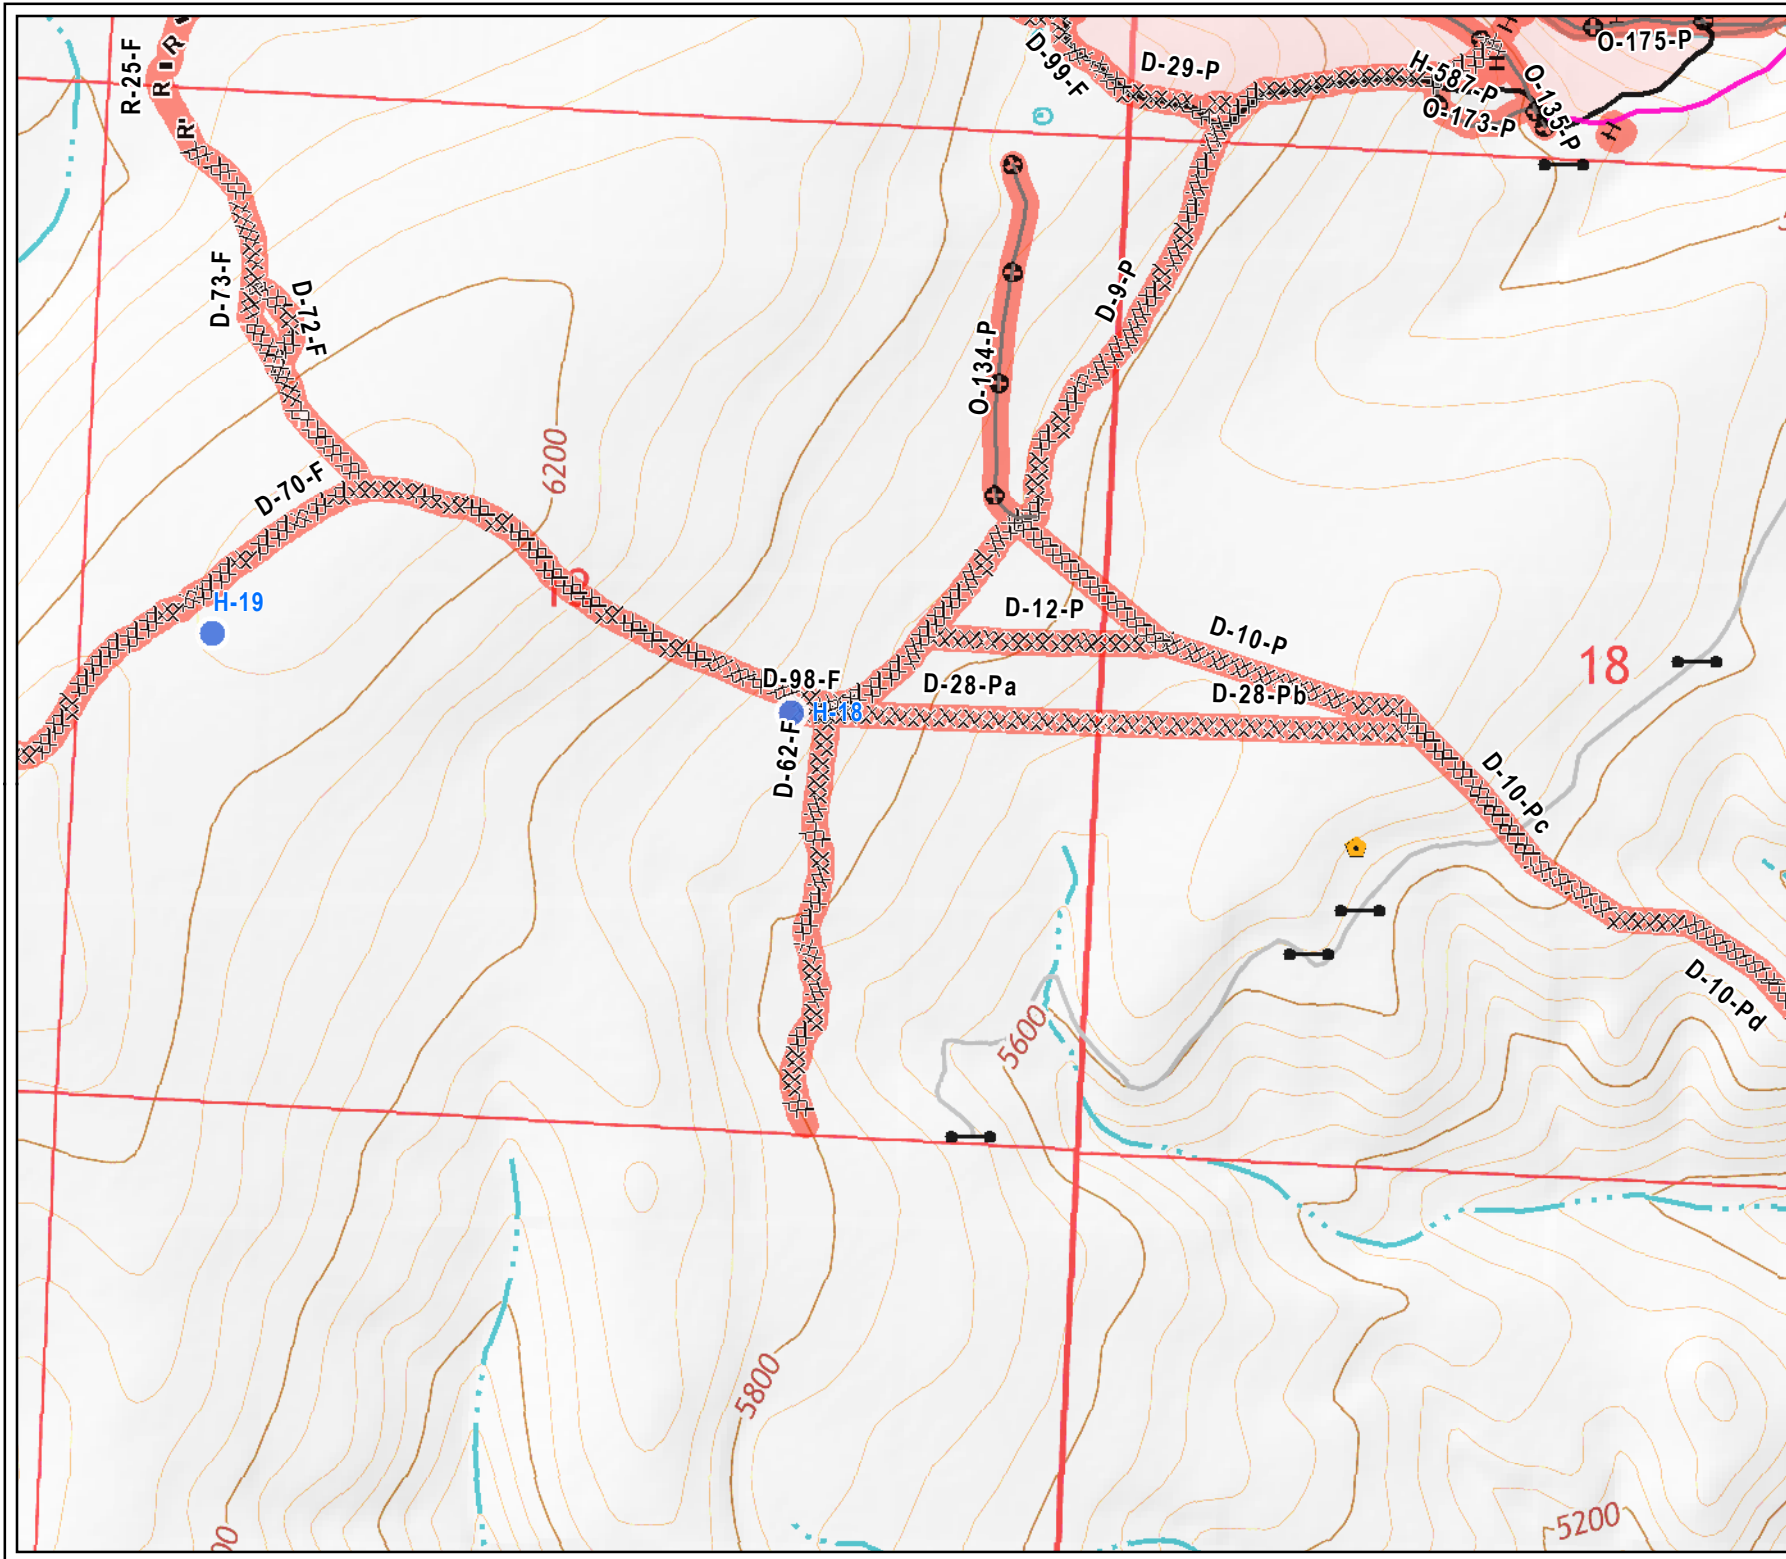 R-25-F
R
R
R
D-99-F
D-29-P
H-587-P
O-173-P
O-135-P
O-175-P
H
H
H
D-73-F
D-72-F
D-9-P
O-134-P
6200
D-70-F
H-19
D-12-P
D-10-P
18
D-98-F
D-28-Pa
D-28-Pb
H-18
D-62-F
D-10-Pc
D-10-Pd
5600
5800
5200